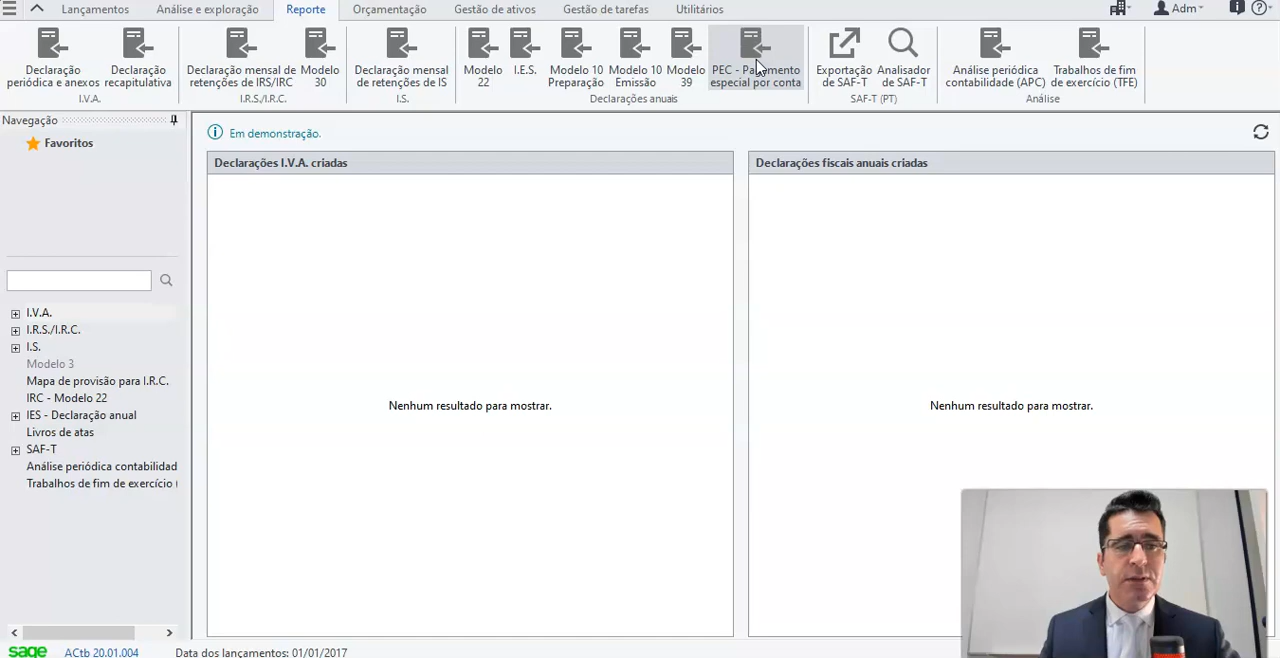 Lançamentos
Análise e exploração
Reporte
Orçamentação
Gestão de ativos
Gestão de tarefas
Utilitários
Adm
Declaração
periódica e anexos
Declaração
recapitulativa
I.V.A.
Declaração mensal de
retenções de IRS/IRC
Modelo
30
I.R.S./I.R.C.
Declaração mensal
de retenções de IS
I.S.
Modelo
22
I.E.S.
Modelo 10
Preparação
Modelo 10
Emissão
Modelo
39
PEC - Pagamento
especial por conta
Declarações anuais
Exportação
de SAF-T
Analisador
de SAF-T
SAF-T (PT)
Análise periódica
contabilidade (APC)
Trabalhos de fim
de exercício (TFE)
Análise
Navegação
Favoritos
I.V.A.
I.R.S./I.R.C.
I.S.
Modelo 3
Mapa de provisão para I.R.C.
IRC - Modelo 22
IES - Declaração anual
Livros de atas
SAF-T
Análise periódica contabilidad
Trabalhos de fim de exercício (
Em demonstração.
Declarações I.V.A. criadas
Nenhum resultado para mostrar.
Declarações fiscais anuais criadas
Nenhum resultado para mostrar.
sage
ACtb 20.01.004
Data dos lançamentos: 01/01/2017